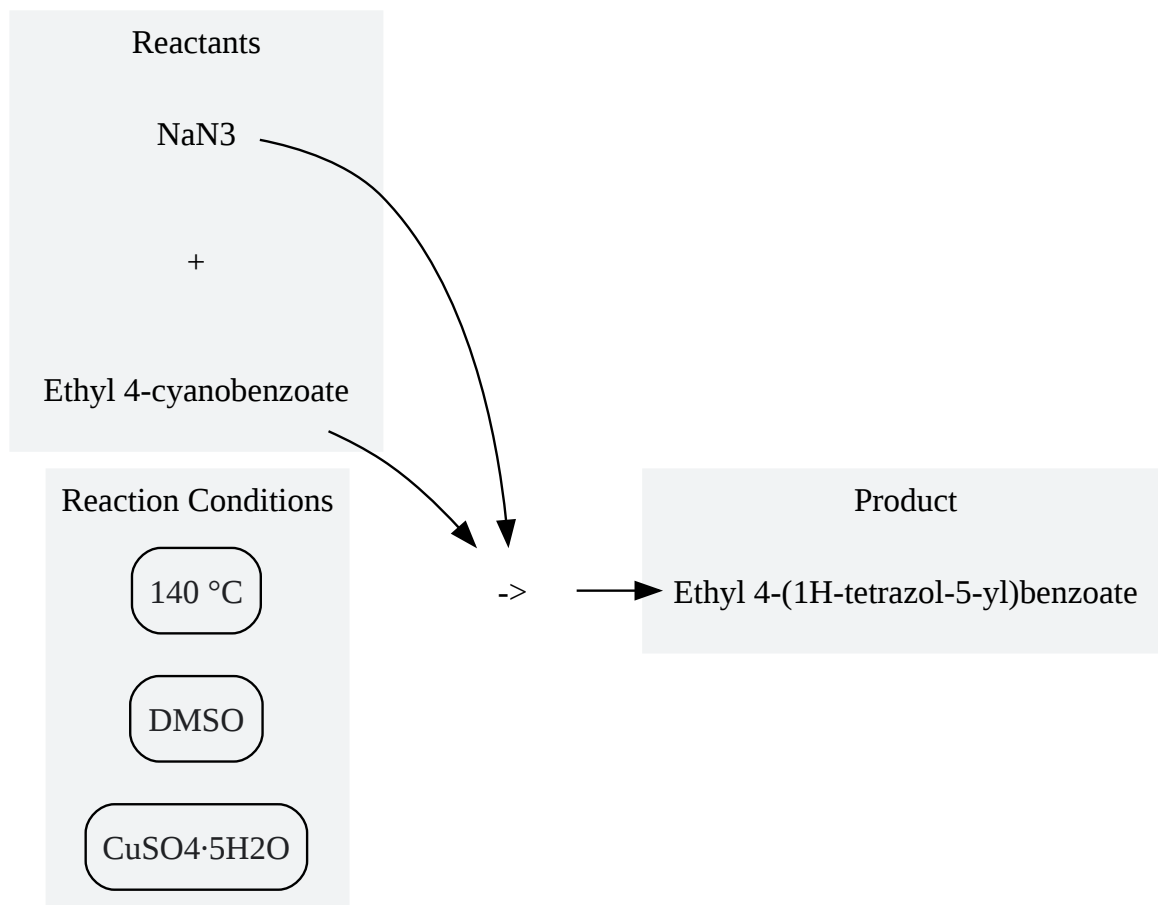 Reactants
NaN3
+
Ethyl 4-cyanobenzoate
Reaction Conditions
140 °C
DMSO
CuSO4·5H2O
->
Product
Ethyl 4-(1H-tetrazol-5-yl)benzoate